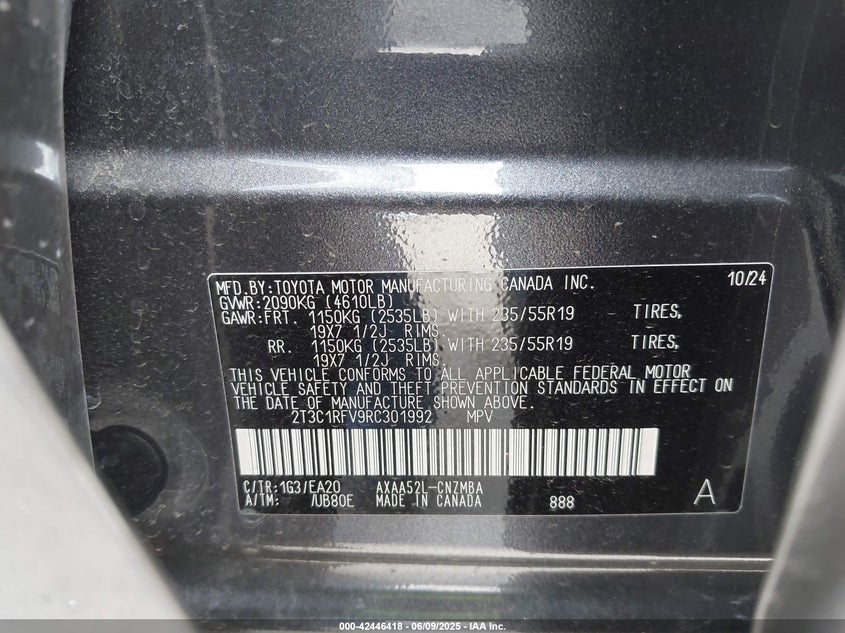 MFD.BY:TOYOTA MOTOR MANUFACTURING CANADA INC. 10/24
GVWR:2090KG (4610LB)
GAWR:FRT. 1150KG (2535LB) WITH 235/55R19 TIRES,
19X7 1/2J RIMS.
RR. 1150KG (2535LB) WITH 235/55R19 TIRES,
19X7 1/2J RIMS.
THIS VEHICLE CONFORMS TO ALL APPLICABLE FEDERAL MOTOR
VEHICLE SAFETY AND THEFT PREVENTION STANDARDS IN EFFECT ON
THE DATE OF MANUFACTURE SHOWN ABOVE.
2T3C1RFV9RC301992 MPV
C/TR:1G3/EA20 AXAA52L-CNZMBA
A/TM: /UB80E MADE IN CANADA 888 A
000-42446418 - 06/09/2025 - IAA Inc.